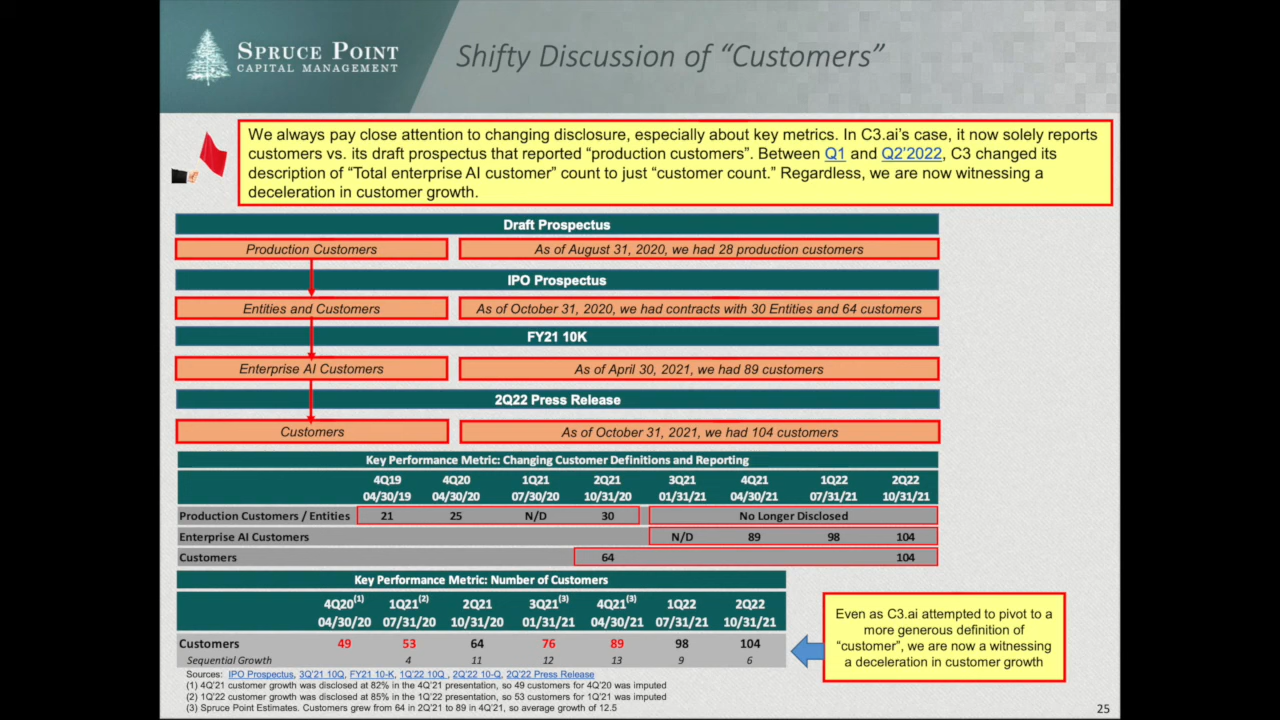 SPRUCE POINT
CAPITAL MANAGEMENT
Shifty Discussion of “Customers”
We always pay close attention to changing disclosure, especially about key metrics. In C3.ai’s case, it now solely reports
customers vs. its draft prospectus that reported “production customers”. Between Q1 and Q2’2022, C3 changed its
description of “Total enterprise AI customer” count to just “customer count.” Regardless, we are now witnessing a
deceleration in customer growth.
Draft Prospectus
Production Customers As of August 31, 2020, we had 28 production customers
IPO Prospectus
Entities and Customers As of October 31, 2020, we had contracts with 30 Entities and 64 customers
FY21 10K
Enterprise AI Customers As of April 30, 2021, we had 89 customers
2Q22 Press Release
Customers As of October 31, 2021, we had 104 customers
Key Performance Metric: Changing Customer Definitions and Reporting
4Q19 4Q20 1Q21 2Q21 3Q21 4Q21 1Q22 2Q22
04/30/19 04/30/20 07/30/20 10/31/20 01/31/21 04/30/21 07/31/21 10/31/21
Production Customers / Entities 21 25 N/D 30 No Longer Disclosed
Enterprise AI Customers N/D 89 98 104
Customers 64 104
Key Performance Metric: Number of Customers
4Q20(1) 1Q21(2) 2Q21 3Q21(3) 4Q21(3) 1Q22 2Q22
04/30/20 07/31/20 10/31/20 01/31/21 04/30/21 07/31/21 10/31/21
Customers 49 53 64 76 89 98 104
Sequential Growth 4 11 12 13 9 6
Even as C3.ai attempted to pivot to a
more generous definition of
“customer”, we are now a witnessing
a deceleration in customer growth
Sources: IPO Prospectus, 3Q’21 10Q, FY21 10-K, 1Q’22 10Q , 2Q’22 10-Q, 2Q’22 Press Release
(1) 4Q’21 customer growth was disclosed at 82% in the 4Q’21 presentation, so 49 customers for 4Q’20 was imputed
(2) 1Q’22 customer growth was disclosed at 85% in the 1Q’22 presentation, so 53 customers for 1Q’21 was imputed
(3) Spruce Point Estimates. Customers grew from 64 in 2Q’21 to 89 in 4Q’21, so average growth of 12.5
25